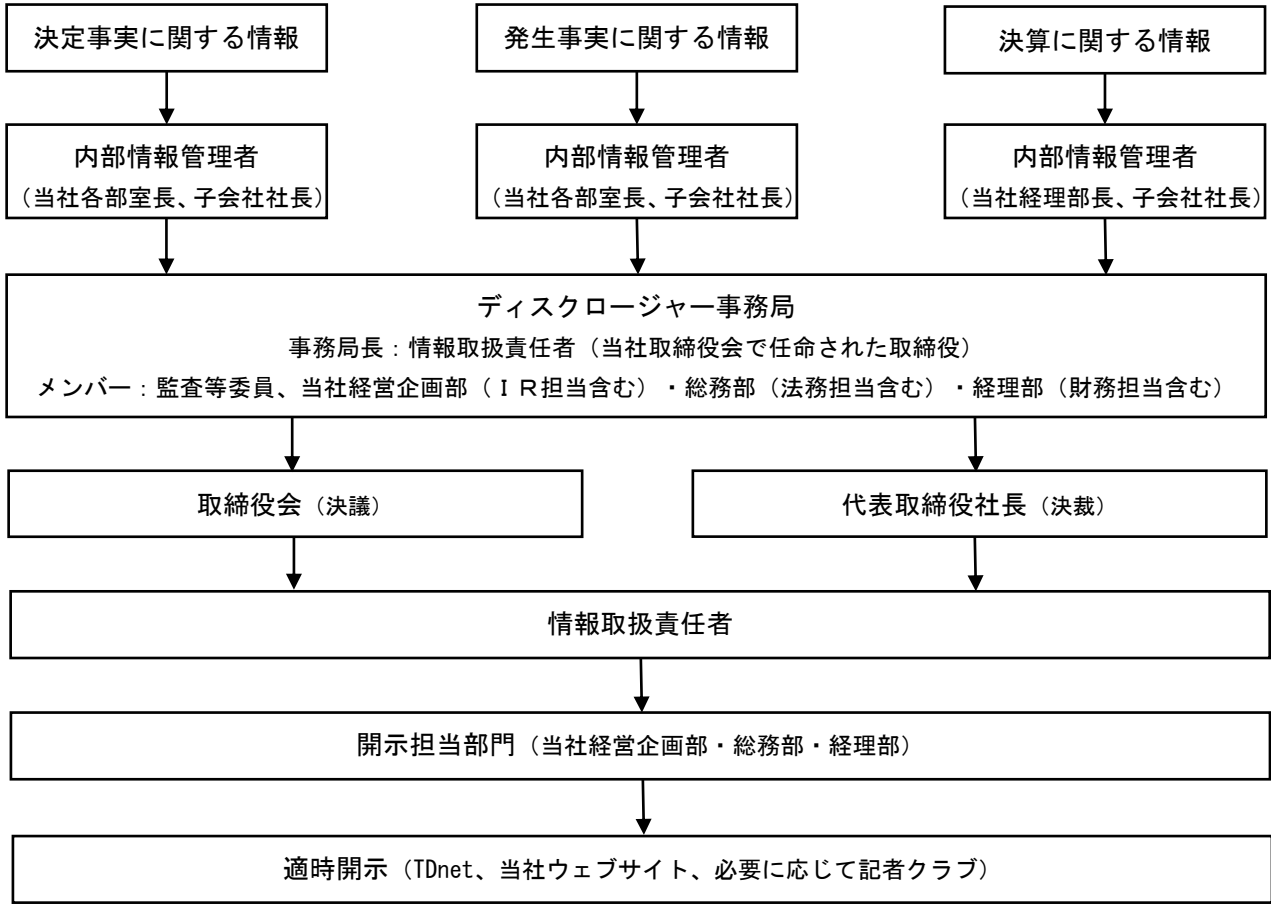 決定事実に関する情報
発生事実に関する情報
決算に関する情報
内部情報管理者
（当社各部室長、子会社社長）
内部情報管理者
（当社各部室長、子会社社長）
内部情報管理者
（当社経理部長、子会社社長）
ディスクロージャー事務局
事務局長：情報取扱責任者（当社取締役会で任命された取締役）
メンバー：監査等委員、当社経営企画部（ＩＲ担当含む）・総務部（法務担当含む）・経理部（財務担当含む）
取締役会（決議）
代表取締役社長（決裁）
情報取扱責任者
開示担当部門（当社経営企画部・総務部・経理部）
適時開示（TDnet、当社ウェブサイト、必要に応じて記者クラブ）